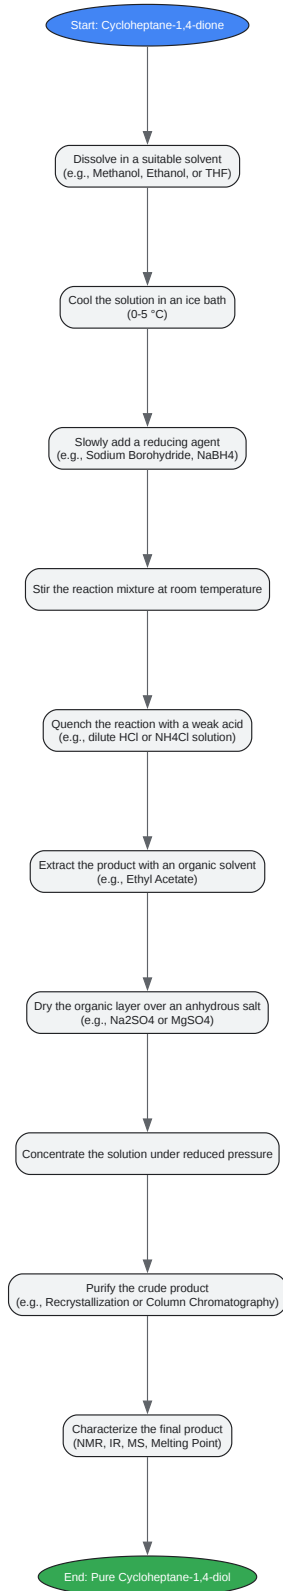 Start: Cycloheptane-1,4-dione
Dissolve in a suitable solvent
(e.g., Methanol, Ethanol, or THF)
Cool the solution in an ice bath
(0-5 °C)
Slowly add a reducing agent
(e.g., Sodium Borohydride, NaBH4)
Stir the reaction mixture at room temperature
Quench the reaction with a weak acid
(e.g., dilute HCl or NH4Cl solution)
Extract the product with an organic solvent
(e.g., Ethyl Acetate)
Dry the organic layer over an anhydrous salt
(e.g., Na2SO4 or MgSO4)
Concentrate the solution under reduced pressure
Purify the crude product
(e.g., Recrystallization or Column Chromatography)
Characterize the final product
(NMR, IR, MS, Melting Point)
End: Pure Cycloheptane-1,4-diol